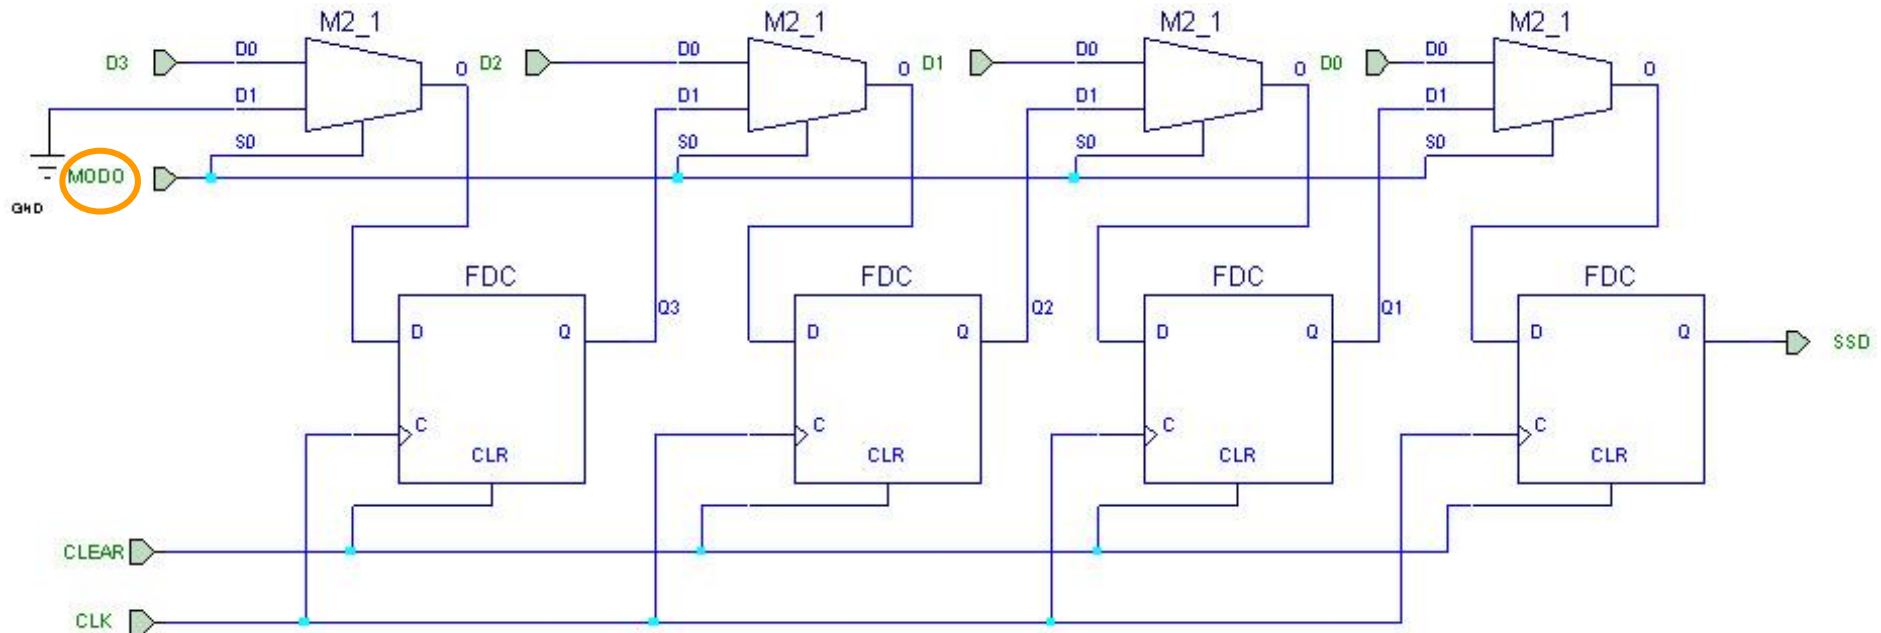 M2_1 M2_1 M2_1 M2_1
D3 D0 O D2 D0 O D1 D0 O D0 D0 O
D1 D1 D1 D1
S0 S0 S0 S0
MODO
GND
FDC FDC FDC FDC
Q3 Q2 Q1
D Q D Q D Q D Q SSD
C C C C
CLR CLR CLR CLR
CLEAR
CLK